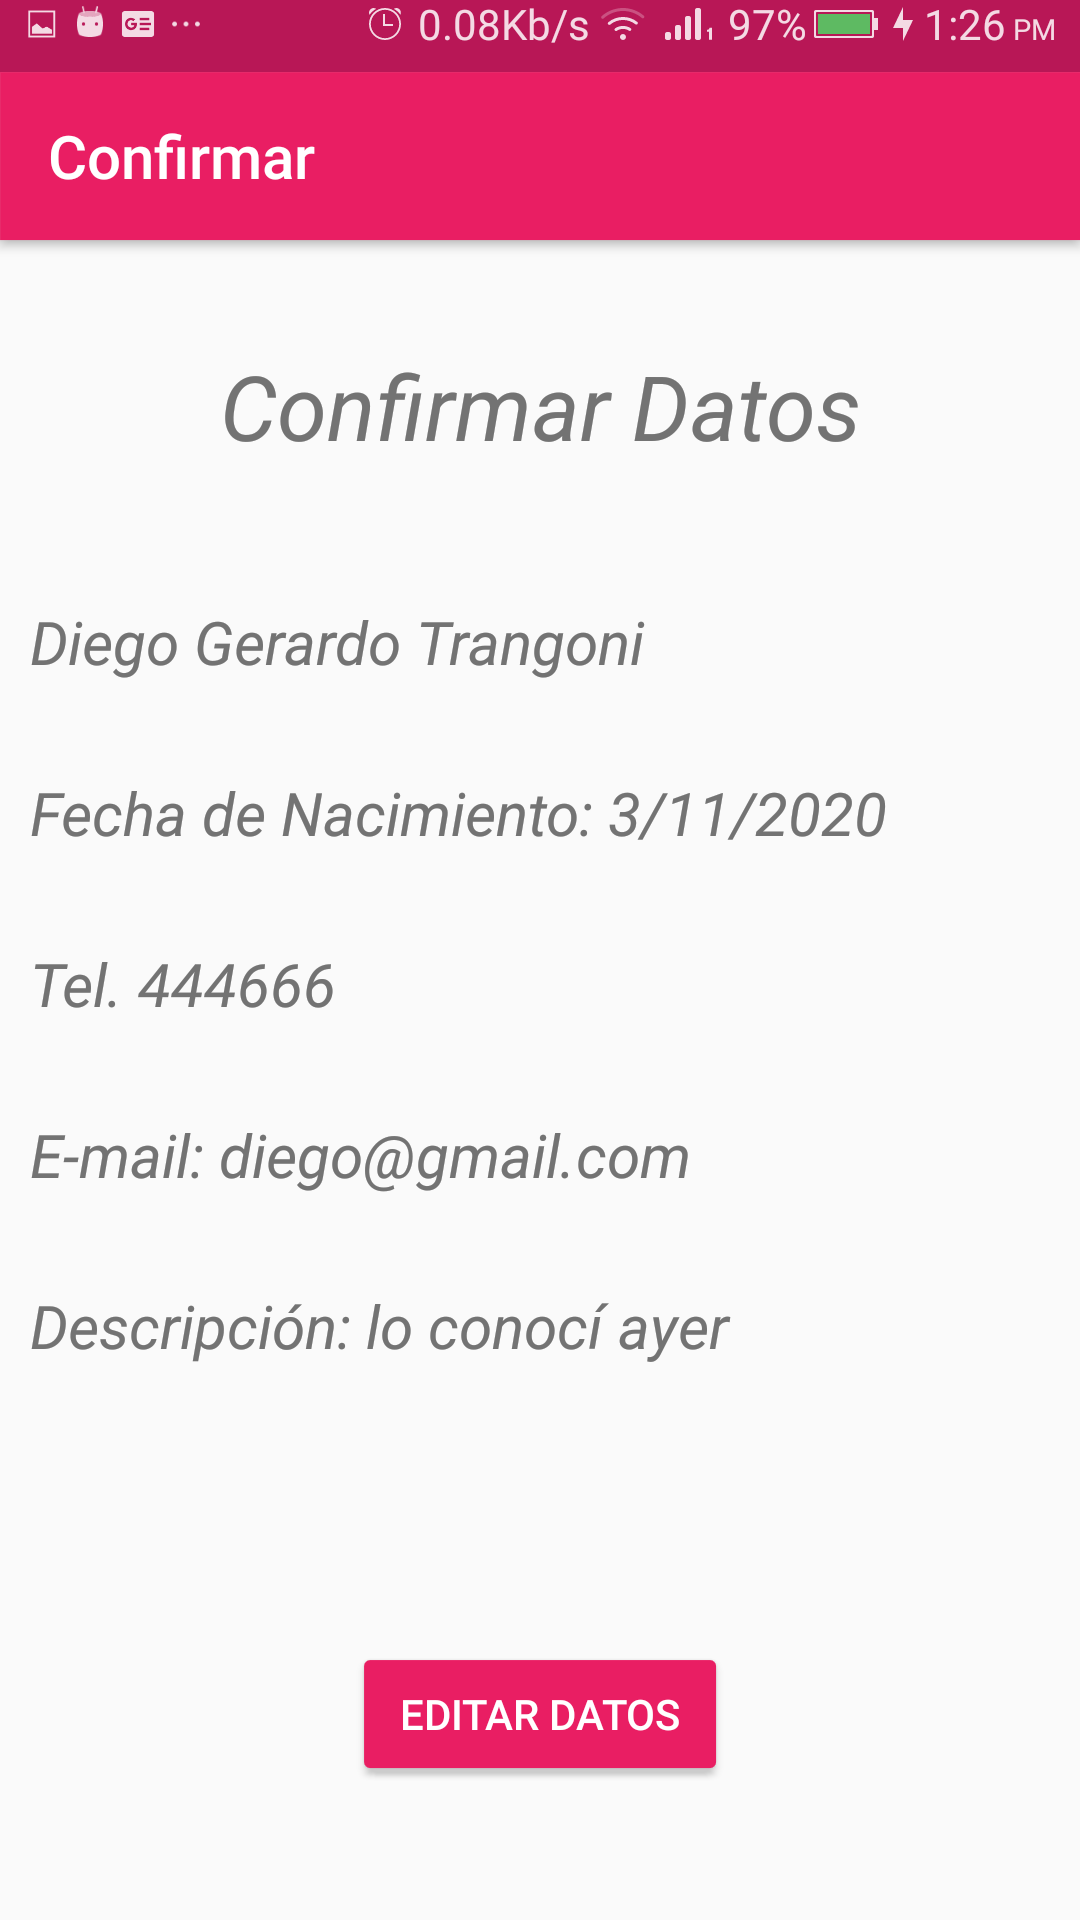 0.08Kb/s 1 97% 1:26 PM
Confirmar
Confirmar Datos
Diego Gerardo Trangoni
Fecha de Nacimiento: 3/11/2020
Tel. 444666
E-mail: diego@gmail.com
Descripción: lo conocí ayer
EDITAR DATOS